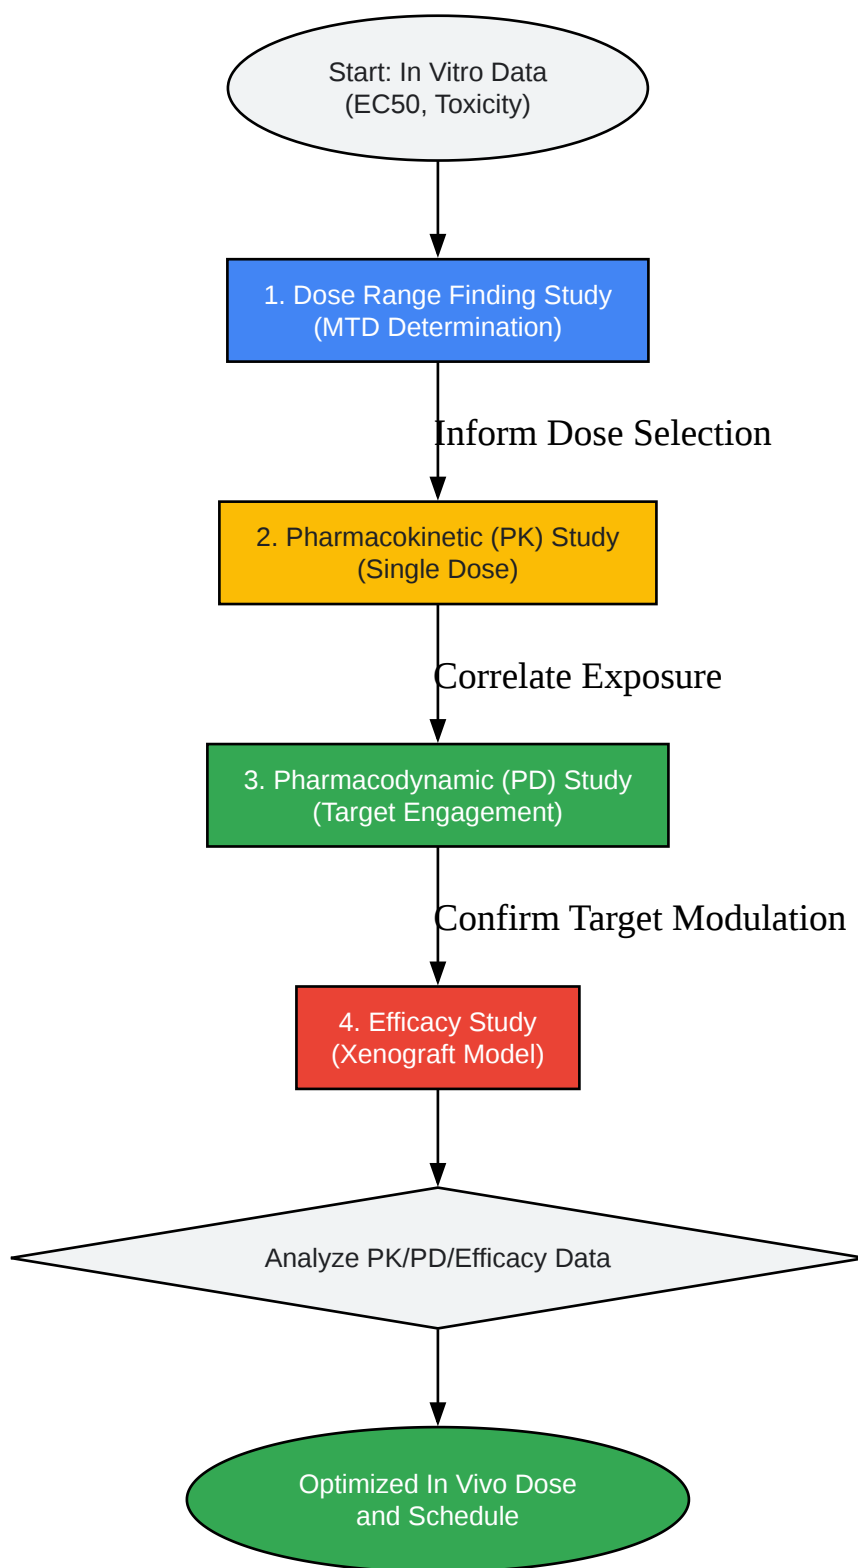 Start: In Vitro Data
(EC50, Toxicity)
1. Dose Range Finding Study
(MTD Determination)
Inform Dose Selection
2. Pharmacokinetic (PK) Study
(Single Dose)
Correlate Exposure
3. Pharmacodynamic (PD) Study
(Target Engagement)
Confirm Target Modulation
4. Efficacy Study
(Xenograft Model)
Analyze PK/PD/Efficacy Data
Optimized In Vivo Dose
and Schedule